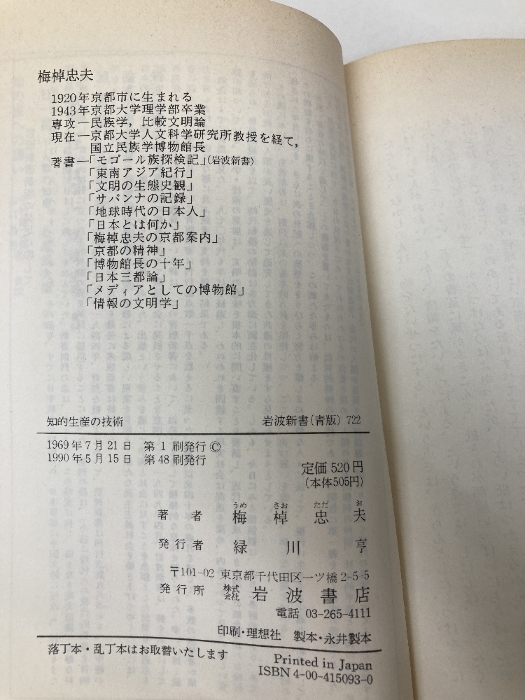 梅棹忠夫
1920年京都市に生まれる
1943年京都大学理学部卒業
専攻―民族学，比較文明論
現在―京都大学人文科学研究所教授を経て，
国立民族学博物館長
著書―「モゴール族探検記」(岩波新書)
「東南アジア紀行」
「文明の生態史観」
「サバンナの記録」
「地球時代の日本人」
「日本とは何か」
「梅棹忠夫の京都案内」
「京都の精神」
「博物館長の十年」
「日本三都論」
「メディアとしての博物館」
「情報の文明学」
知的生産の技術 岩波新書(青版) 722
1969年7月21日 第1刷発行 ©
1990年5月15日 第48刷発行
定価 520円
(本体505円)
うめ さお ただ お
著者 梅棹忠夫
発行者 緑川亨
〒101-02 東京都千代田区一ツ橋2-5-5
発行所 株式会社 岩波書店
電話 03-265-4111
印刷・理想社 製本・永井製本
落丁本・乱丁本はお取替いたします
Printed in Japan
ISBN 4-00-415093-0